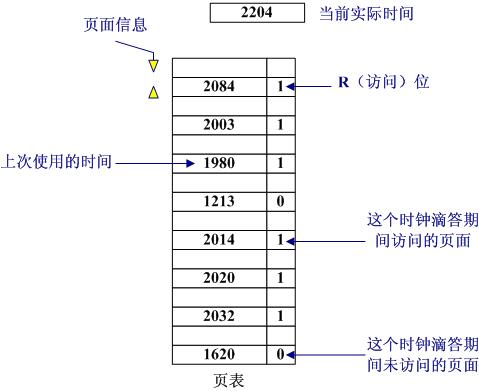 2204 当前实际时间
页面信息
2084 1 R（访问）位
2003 1
上次使用的时间 1980 1
1213 0
这个时钟滴答期
间访问的页面
2014 1
2020 1
2032 1
这个时钟滴答期
间未访问的页面
1620 0
页表